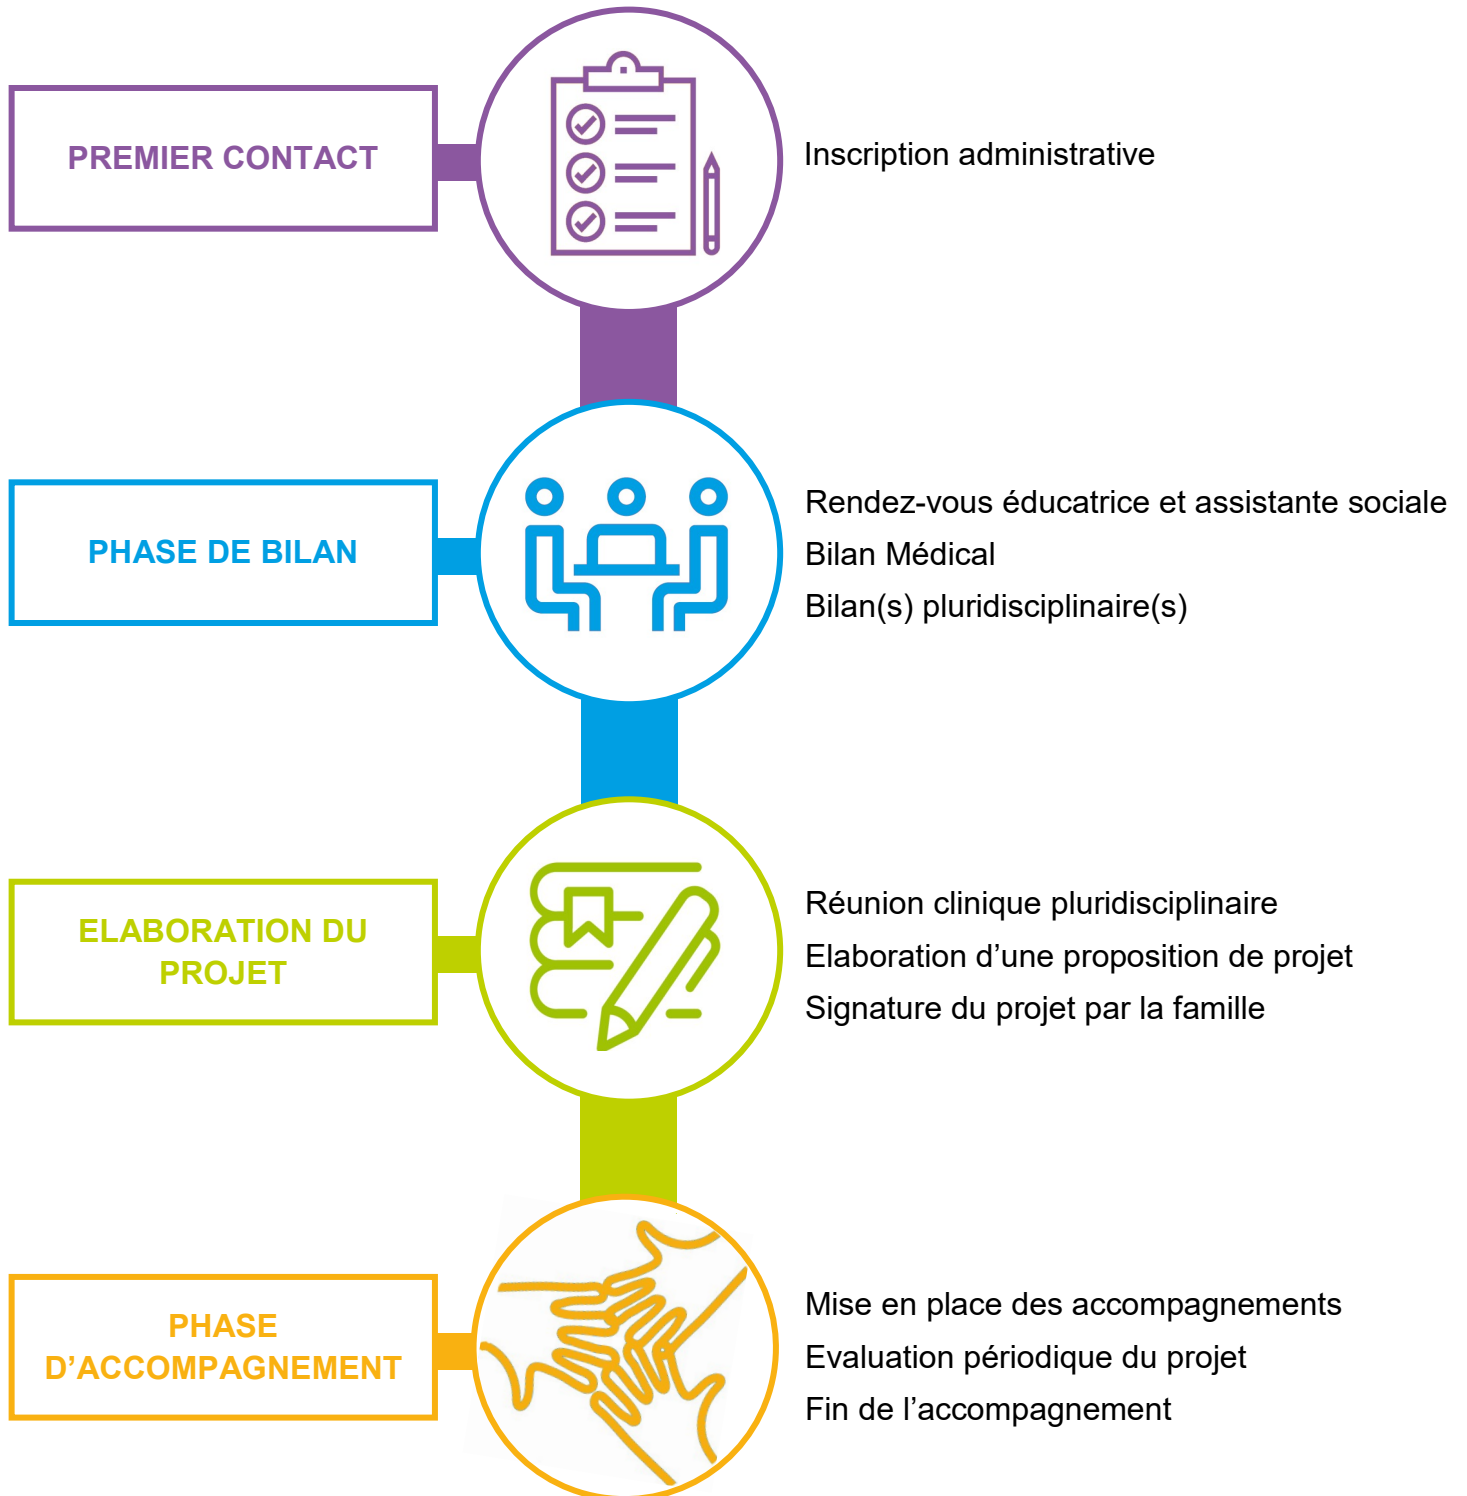 PREMIER CONTACT
Inscription administrative
PHASE DE BILAN
Rendez-vous éducatrice et assistante sociale
Bilan Médical
Bilan(s) pluridisciplinaire(s)
ELABORATION DU
PROJET
Réunion clinique pluridisciplinaire
Elaboration d’une proposition de projet
Signature du projet par la famille
PHASE
D’ACCOMPAGNEMENT
Mise en place des accompagnements
Evaluation périodique du projet
Fin de l’accompagnement